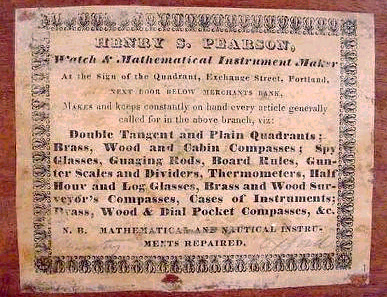 HENRY S. PEARSON,
Watch & Mathematical Instrument Maker
At the Sign of the Quadrant, Exchange Street, Portland,
NEXT DOOR BELOW MERCHANTS BANK,
MAKES and keeps constantly on hand every article generally
called for in the above branch, viz:
Double Tangent and Plain Quadrants;
Brass, Wood and Cabin Compasses; Spy
Glasses, Guaging Rods, Board Rules, Gun-
ter Scales and Dividers, Thermometers, Half
Hour and Log Glasses, Brass and Wood Sur-
veyor's Compasses, Cases of Instruments;
Brass, Wood & Dial Pocket Compasses, &c.
N. B. MATHEMATICAL AND NAUTICAL INSTRU-
MENTS REPAIRED.